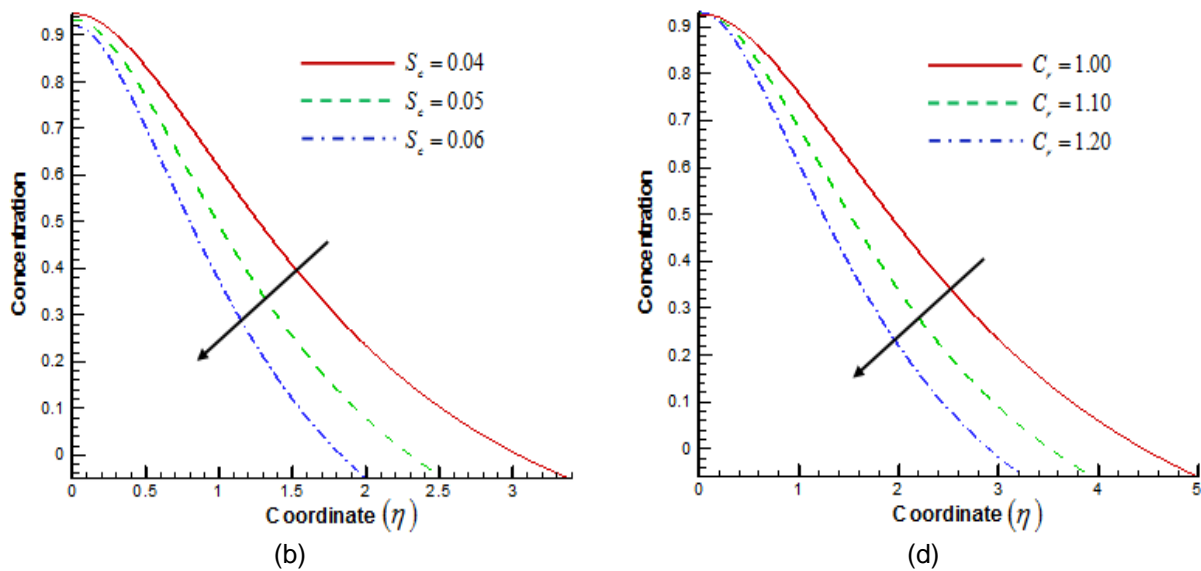 0.9
0.8
0.7
0.6
0.5
0.4
0.3
0.2
0.1
0
Concentration
S_c = 0.04
S_c = 0.05
S_c = 0.06
0 0.5 1 1.5 2 2.5 3
Coordinate (η)
(b)
0.9
0.8
0.7
0.6
0.5
0.4
0.3
0.2
0.1
0
Concentration
C_r = 1.00
C_r = 1.10
C_r = 1.20
0 1 2 3 4 5
Coordinate (η)
(d)